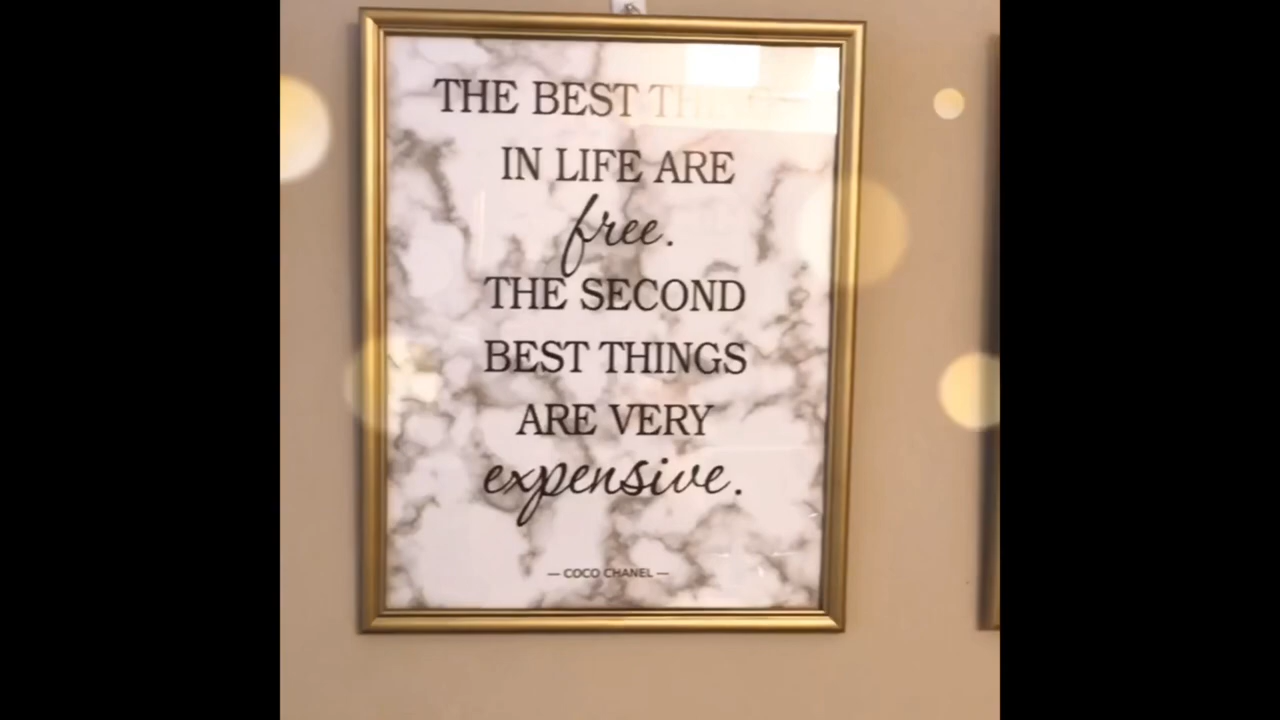 THE BEST
IN LIFE ARE
free.
THE SECOND
BEST THINGS
ARE VERY
expensive.
— COCO CHANEL —